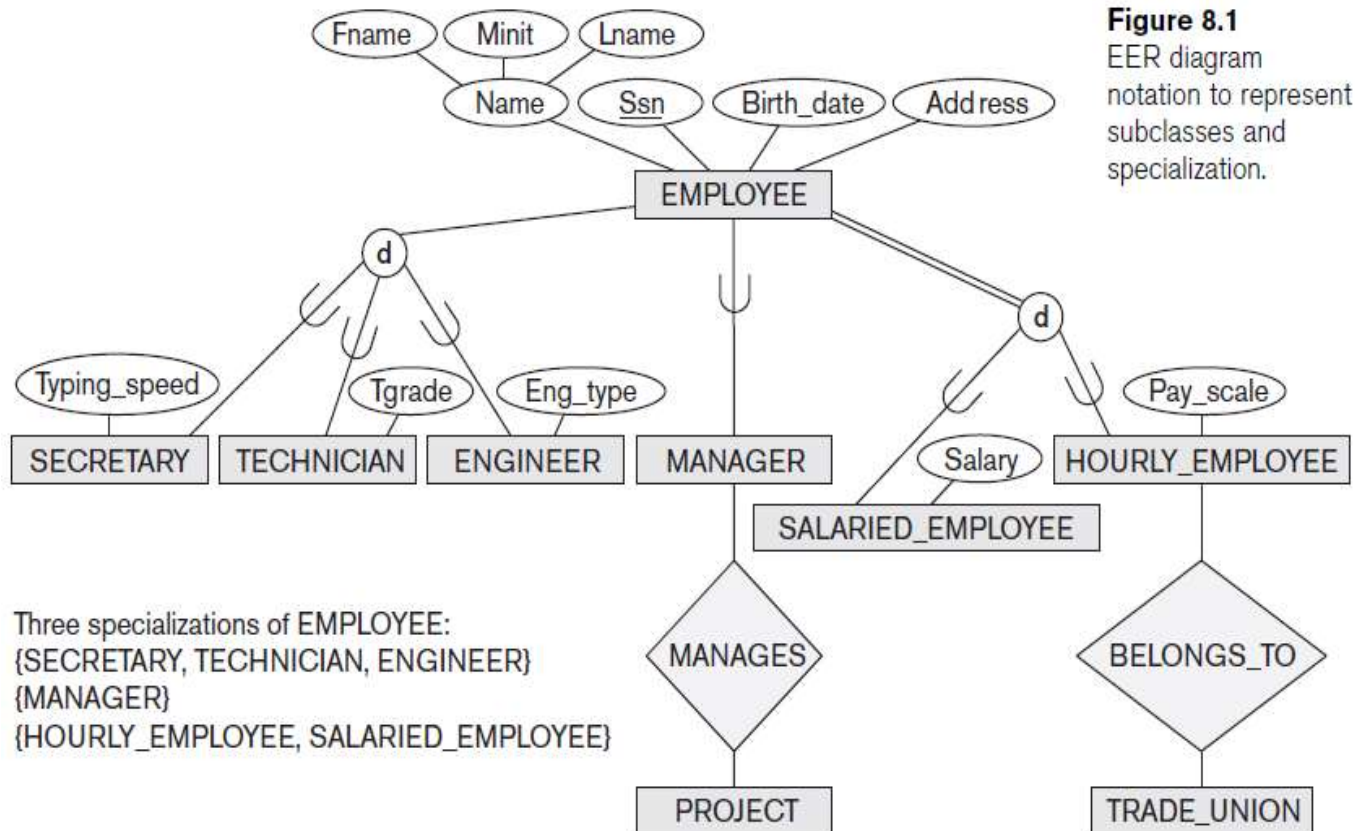 Figure 8.1
EER diagram
notation to represent
subclasses and
specialization.
Fname
Minit
Lname
Name
Ssn
Birth_date
Address
EMPLOYEE
d
d
Typing_speed
Tgrade
Eng_type
Pay_scale
SECRETARY
TECHNICIAN
ENGINEER
MANAGER
Salary
HOURLY_EMPLOYEE
SALARIED_EMPLOYEE
Three specializations of EMPLOYEE:
{SECRETARY, TECHNICIAN, ENGINEER}
{MANAGER}
{HOURLY_EMPLOYEE, SALARIED_EMPLOYEE}
MANAGES
BELONGS_TO
PROJECT
TRADE_UNION